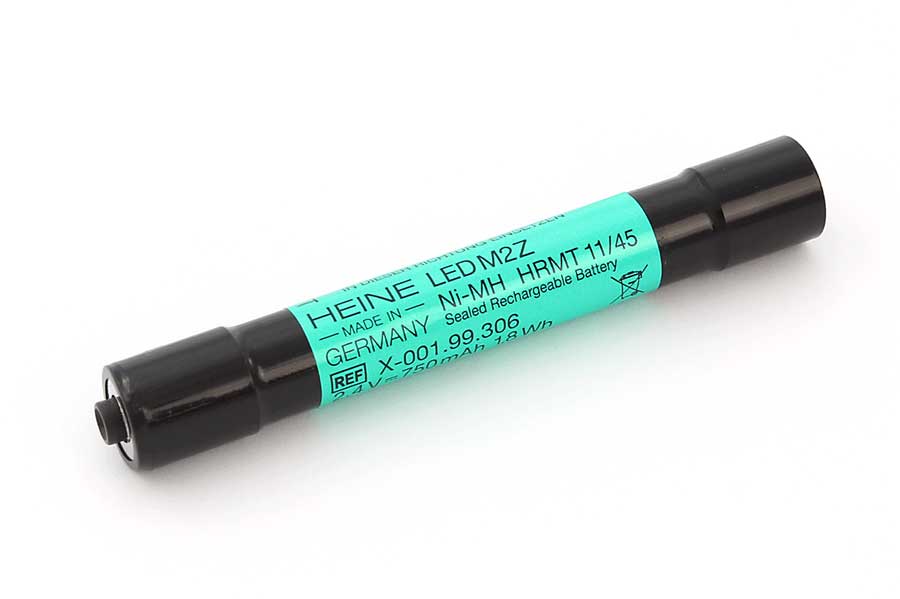 IN DIESER RICHTUNG EINSETZEN
HEINE LED M2Z
— MADE IN —
GERMANY
Ni-MH HRMT 11/45
Sealed Rechargeable Battery
REF X-001.99.306
2.4 V = 750 mAh 1.8 Wh